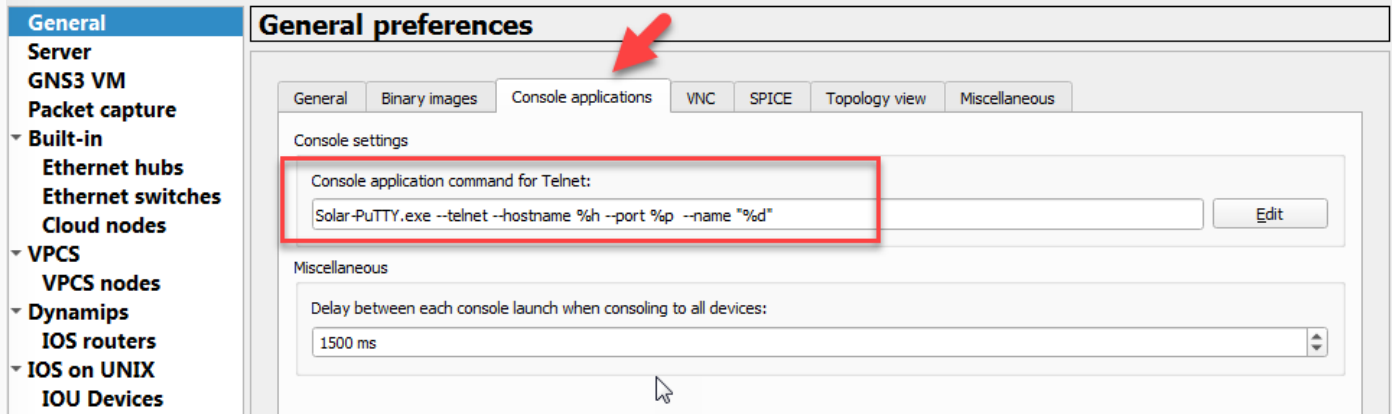 General
Server
GNS3 VM
Packet capture
Built-in
Ethernet hubs
Ethernet switches
Cloud nodes
VPCS
VPCS nodes
Dynamips
IOS routers
IOS on UNIX
IOU Devices
General preferences
General Binary images Console applications VNC SPICE Topology view Miscellaneous
Console settings
Console application command for Telnet:
Solar-PuTTY.exe --telnet --hostname %h --port %p  --name "%d"
Edit
Miscellaneous
Delay between each console launch when consoling to all devices:
1500 ms